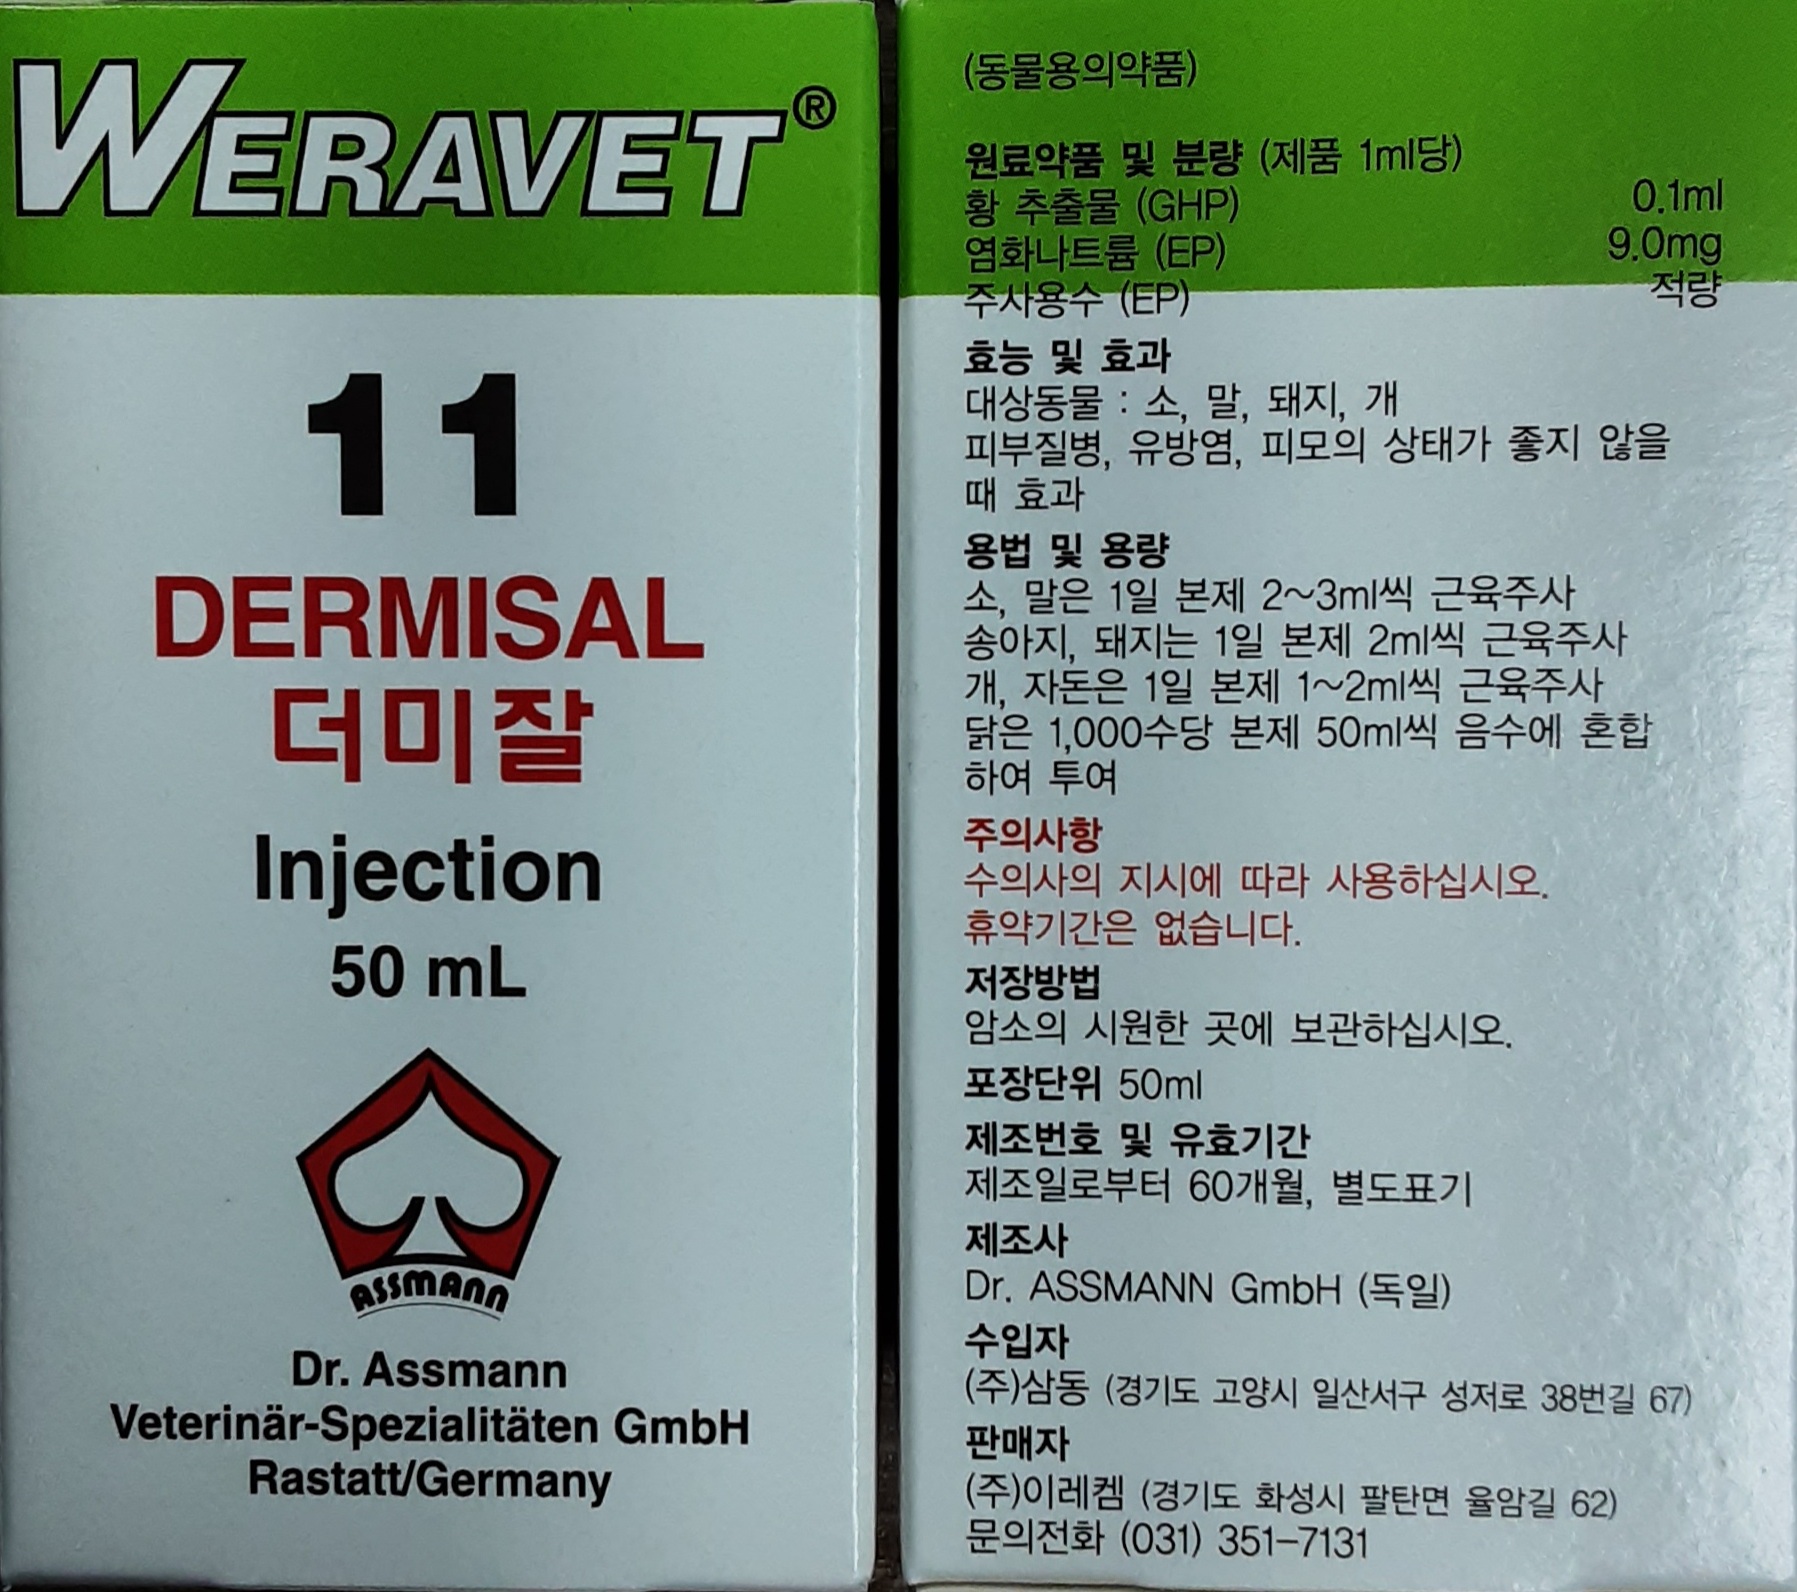 WERAVET®
11
DERMISAL
더미잘
Injection
50 mL
ASSMANN
Dr. Assmann
Veterinär-Spezialitäten GmbH
Rastatt/Germany
(동물용의약품)
원료약품 및 분량 (제품 1ml당)
황 추출물 (GHP) 0.1ml
염화나트륨 (EP) 9.0mg
주사용수 (EP) 적량
효능 및 효과
대상동물 : 소, 말, 돼지, 개
피부질병, 유방염, 피모의 상태가 좋지 않을
때 효과
용법 및 용량
소, 말은 1일 본제 2~3ml씩 근육주사
송아지, 돼지는 1일 본제 2ml씩 근육주사
개, 자돈은 1일 본제 1~2ml씩 근육주사
닭은 1,000수당 본제 50ml씩 음수에 혼합
하여 투여
주의사항
수의사의 지시에 따라 사용하십시오.
휴약기간은 없습니다.
저장방법
암소의 시원한 곳에 보관하십시오.
포장단위 50ml
제조번호 및 유효기간
제조일로부터 60개월, 별도표기
제조사
Dr. ASSMANN GmbH (독일)
수입자
(주)삼동 (경기도 고양시 일산서구 성저로 38번길 67)
판매자
(주)이레켐 (경기도 화성시 팔탄면 율암길 62)
문의전화 (031) 351-7131